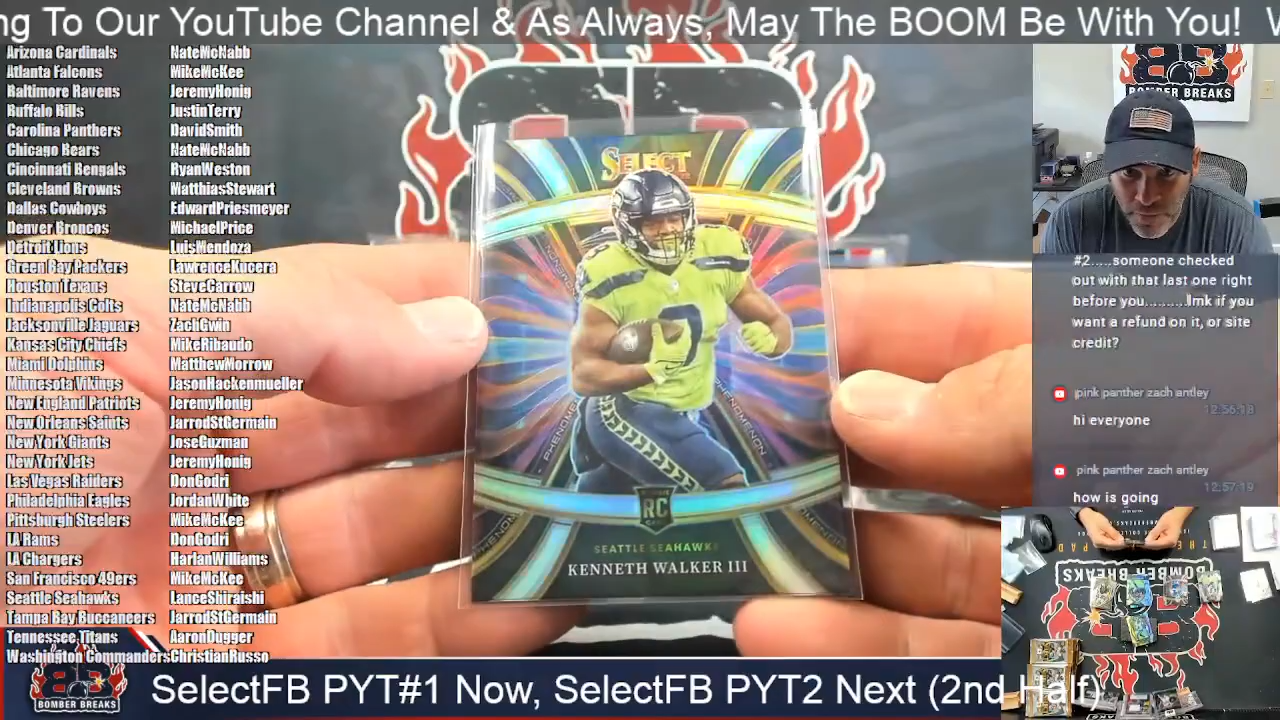 ng To Our YouTube Channel & As Always, May The BOOM Be With You! W
Arizona Cardinals NateMcNabb
Atlanta Falcons MikeMcKee
Baltimore Ravens JeremyHonig
Buffalo Bills JustinTerry
Carolina Panthers DavidSmith
Chicago Bears NateMcNabb
Cincinnati Bengals RyanWeston
Cleveland Browns MatthiasStewart
Dallas Cowboys EdwardPriesmeyer
Denver Broncos MichaelPrice
Detroit Lions LuisMendoza
Green Bay Packers LawrenceKucera
Houston Texans SteveCarrow
Indianapolis Colts NateMcNabb
Jacksonville Jaguars ZachGwin
Kansas City Chiefs MikeRibaudo
Miami Dolphins MatthewMorrow
Minnesota Vikings JasonHackenmueller
New England Patriots JeremyHonig
New Orleans Saints JarrodStGermain
New York Giants JoseGuzman
New York Jets JeremyHonig
Las Vegas Raiders DonGodri
Philadelphia Eagles JordanWhite
Pittsburgh Steelers MikeMcKee
LA Rams DonGodri
LA Chargers HarlanWilliams
San Francisco 49ers MikeMcKee
Seattle Seahawks LanceShiraishi
Tampa Bay Buccaneers JarrodStGermain
Tennessee Titans AaronDugger
Washington Commanders ChristianRusso
SELECT
PHENOMENON
RC
SEATTLE SEAHAWKS
KENNETH WALKER III
BOMBER BREAKS
#2.....someone checked
out with that last one right
before you..........lmk if you
want a refund on it, or site
credit?
pink panther zach antley
12:56:18
hi everyone
pink panther zach antley
12:57:19
how is going
BOMBER BREAKS
BOMBER BREAKS
SelectFB PYT#1 Now, SelectFB PYT2 Next (2nd Half)